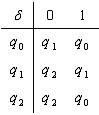 δ 0 1
q₀ q₁ q₀
q₁ q₂ q₁
q₂ q₂ q₀